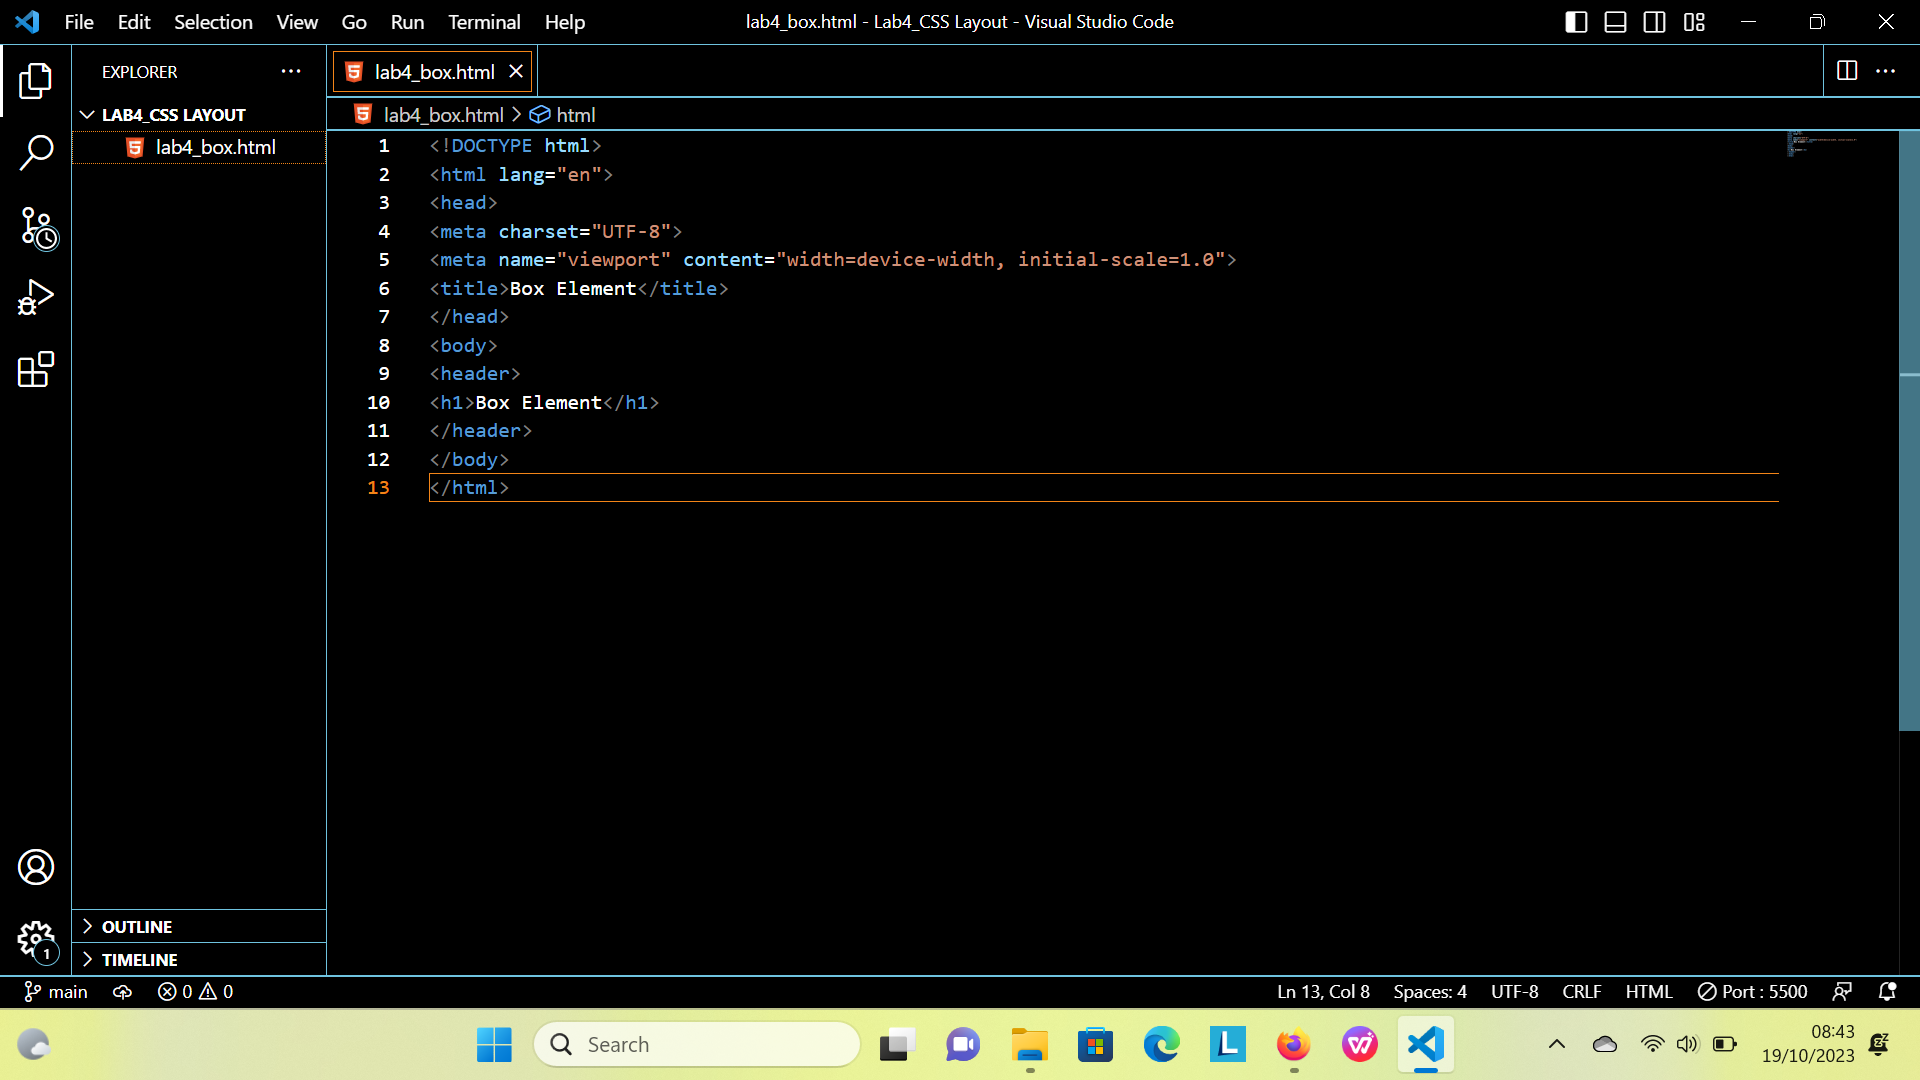 File Edit Selection View Go Run Terminal Help
lab4_box.html - Lab4_CSS Layout - Visual Studio Code
EXPLORER
LAB4_CSS LAYOUT
lab4_box.html
OUTLINE
TIMELINE
lab4_box.html
lab4_box.html > html
1 <!DOCTYPE html>
2 <html lang="en">
3 <head>
4 <meta charset="UTF-8">
5 <meta name="viewport" content="width=device-width, initial-scale=1.0">
6 <title>Box Element</title>
7 </head>
8 <body>
9 <header>
10 <h1>Box Element</h1>
11 </header>
12 </body>
13 </html>
1
main 0 0 Ln 13, Col 8 Spaces: 4 UTF-8 CRLF HTML Port : 5500
Search
L
08:43
19/10/2023